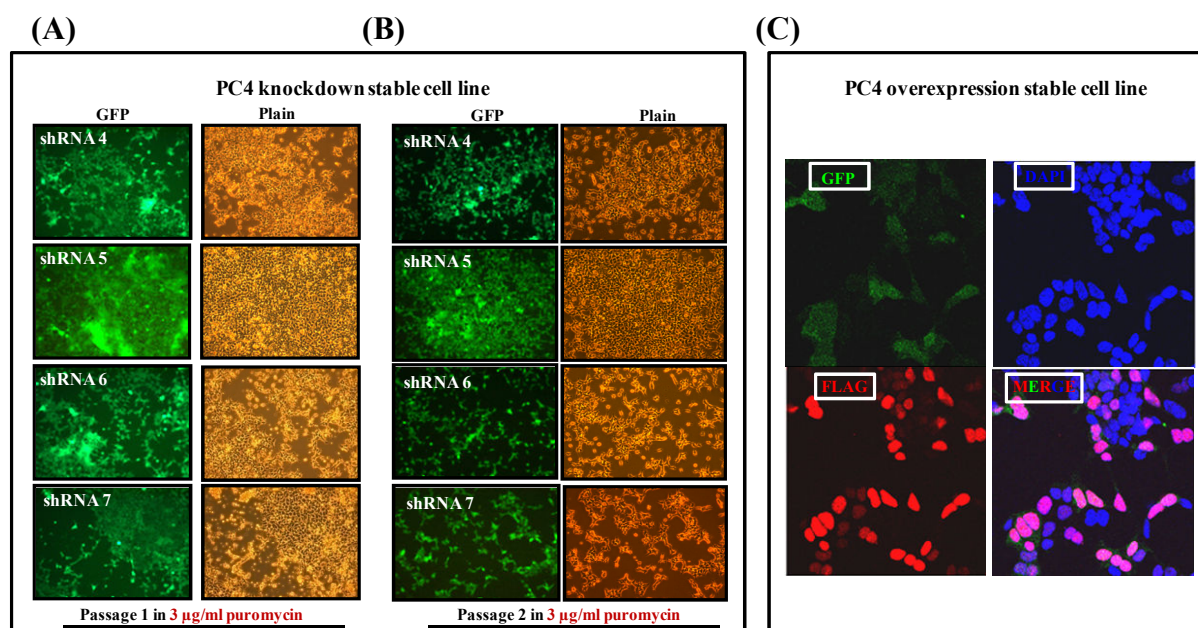 (A)
(B)
(C)
PC4 knockdown stable cell line
GFP
Plain
GFP
Plain
shRNA 4
shRNA 4
shRNA 5
shRNA 5
shRNA 6
shRNA 6
shRNA 7
shRNA 7
Passage 1 in 3 µg/ml puromycin
Passage 2 in 3 µg/ml puromycin
PC4 overexpression stable cell line
GFP
DAPI
FLAG
MERGE